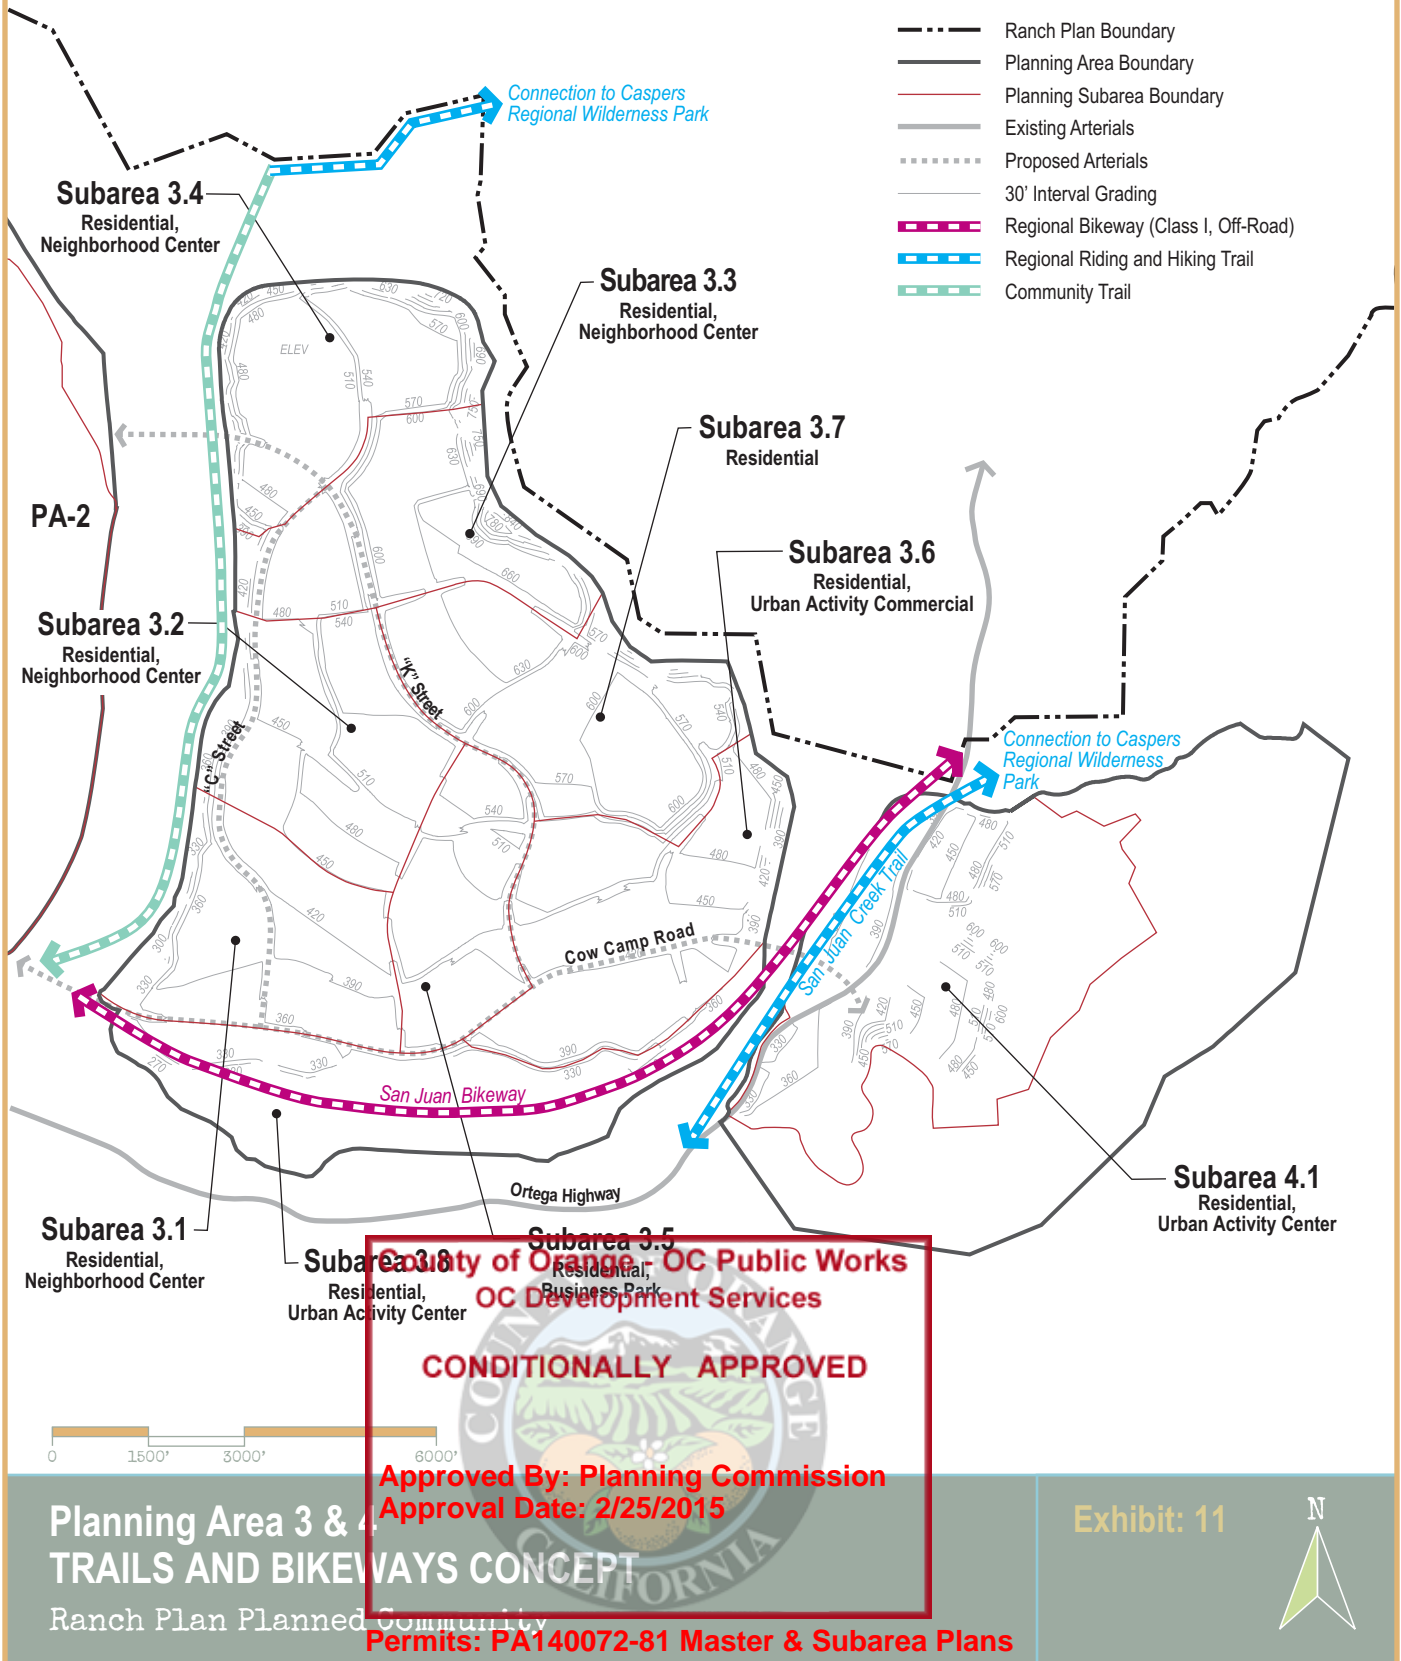 Ranch Plan Boundary
Planning Area Boundary
Planning Subarea Boundary
Existing Arterials
Proposed Arterials
30' Interval Grading
Regional Bikeway (Class I, Off-Road)
Regional Riding and Hiking Trail
Community Trail
Connection to Caspers
Regional Wilderness Park
Subarea 3.4
Residential,
Neighborhood Center
Subarea 3.3
Residential,
Neighborhood Center
ELEV
Subarea 3.7
Residential
PA-2
Subarea 3.6
Residential,
Urban Activity Commercial
Subarea 3.2
Residential,
Neighborhood Center
"K" Street
"C" Street
Connection to Caspers
Regional Wilderness
Park
San Juan Creek Trail
Cow Camp Road
San Juan Bikeway
Ortega Highway
Subarea 4.1
Residential,
Urban Activity Center
Subarea 3.1
Residential,
Neighborhood Center
Subarea 3.8
Residential,
Urban Activity Center
Subarea 3.5
Residential,
Business Park
County of Orange - OC Public Works
OC Development Services
CONDITIONALLY APPROVED
COUNTY OF ORANGE
CALIFORNIA
Approved By: Planning Commission
Approval Date: 2/25/2015
0 1500' 3000' 6000'
Planning Area 3 & 4
TRAILS AND BIKEWAYS CONCEPT
Ranch Plan Planned Community
Exhibit: 11
N
Permits: PA140072-81 Master & Subarea Plans